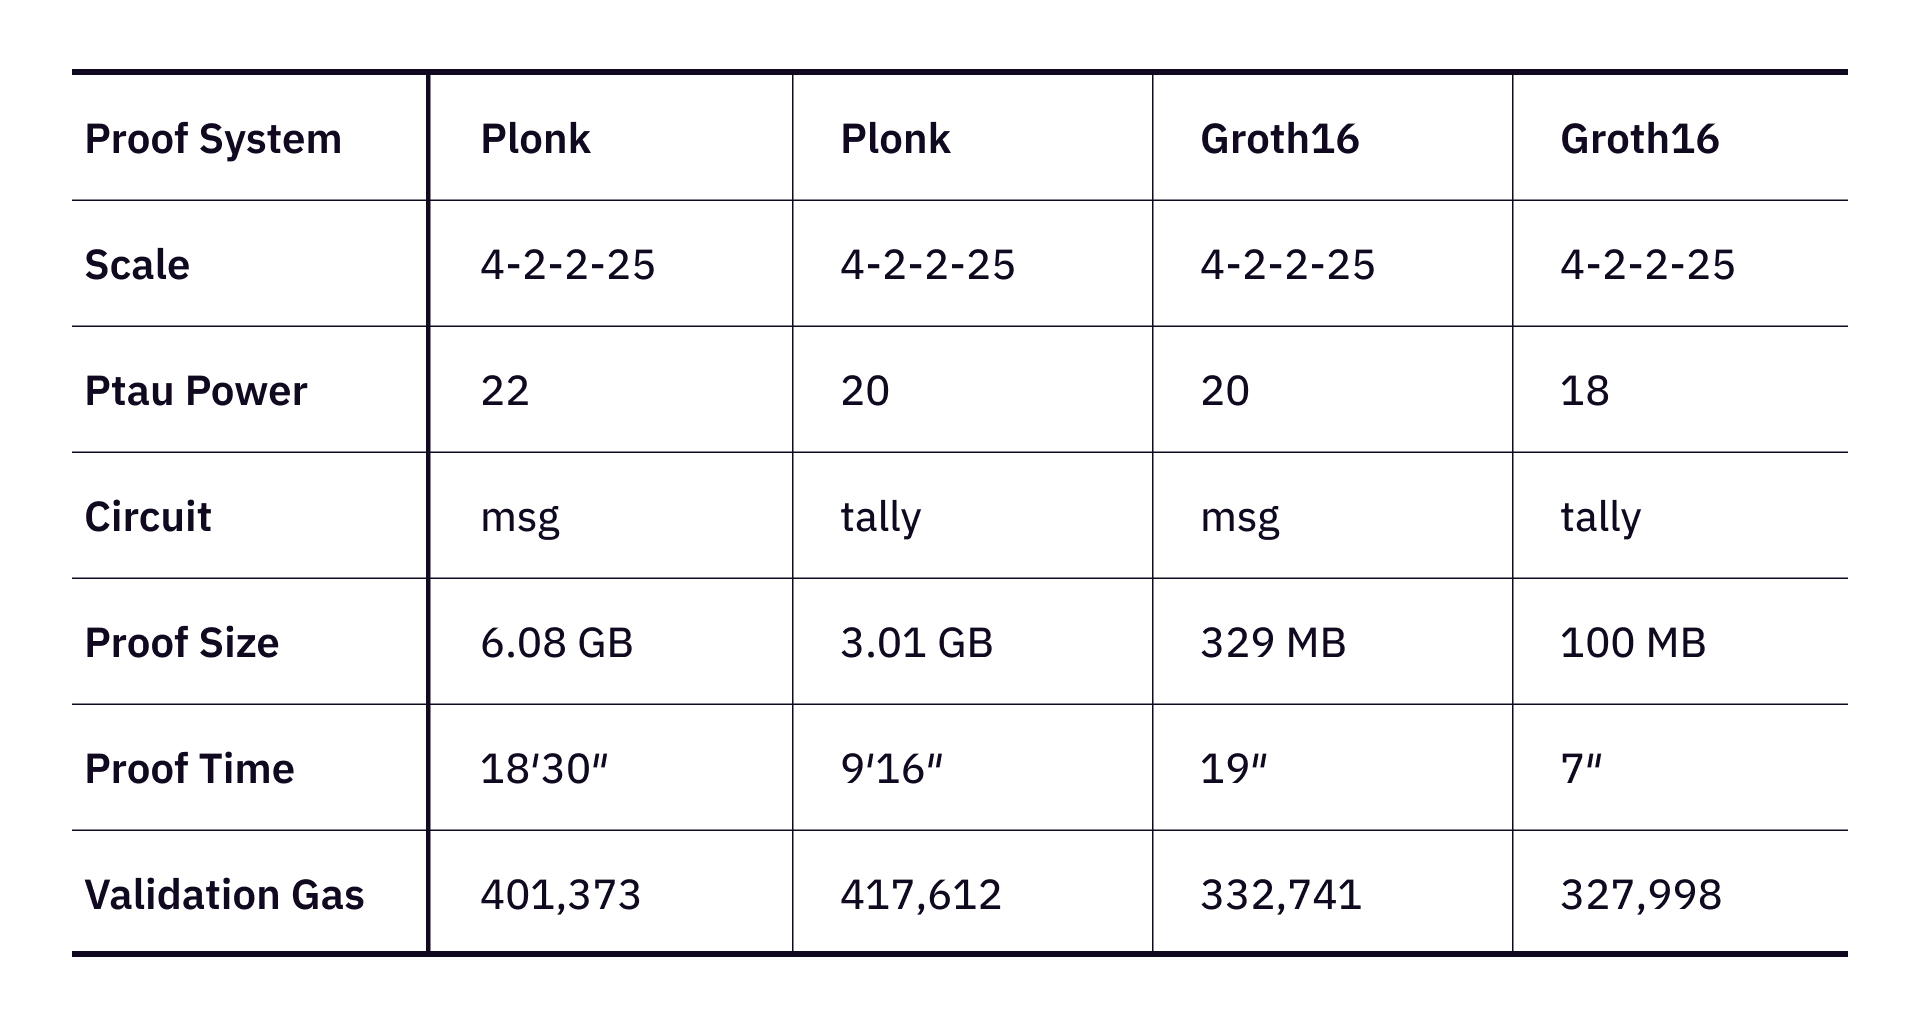 Proof System Plonk Plonk Groth16 Groth16
Scale 4-2-2-25 4-2-2-25 4-2-2-25 4-2-2-25
Ptau Power 22 20 20 18
Circuit msg tally msg tally
Proof Size 6.08 GB 3.01 GB 329 MB 100 MB
Proof Time 18′30″ 9′16″ 19″ 7″
Validation Gas 401,373 417,612 332,741 327,998